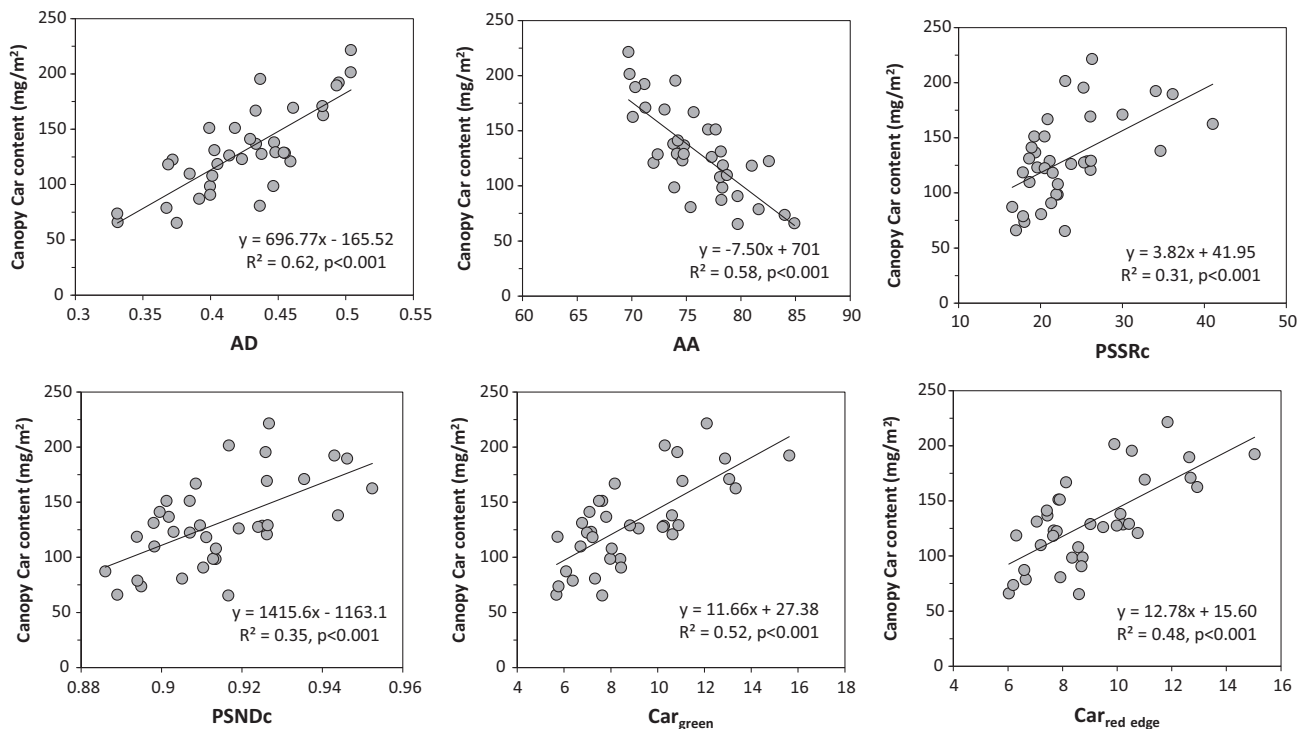 250
200
150
100
50
0
Canopy Car content (mg/m²)
y = 696.77x - 165.52
R² = 0.62, p<0.001
0.3 0.35 0.4 0.45 0.5 0.55
AD
250
200
150
100
50
0
Canopy Car content (mg/m²)
y = -7.50x + 701
R² = 0.58, p<0.001
60 65 70 75 80 85 90
AA
250
200
150
100
50
0
Canopy Car content (mg/m²)
y = 3.82x + 41.95
R² = 0.31, p<0.001
10 20 30 40 50
PSSRc
250
200
150
100
50
0
Canopy Car content (mg/m²)
y = 1415.6x - 1163.1
R² = 0.35, p<0.001
0.88 0.9 0.92 0.94 0.96
PSNDc
250
200
150
100
50
0
Canopy Car content (mg/m²)
y = 11.66x + 27.38
R² = 0.52, p<0.001
4 6 8 10 12 14 16 18
Car green
250
200
150
100
50
0
Canopy Car content (mg/m²)
y = 12.78x + 15.60
R² = 0.48, p<0.001
4 6 8 10 12 14 16
Car red edge